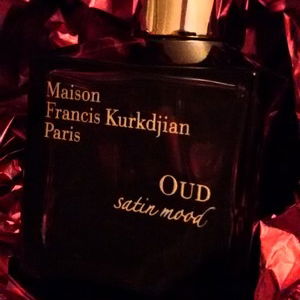 Maison
Francis Kurkdjian
Paris
OUD
satin mood